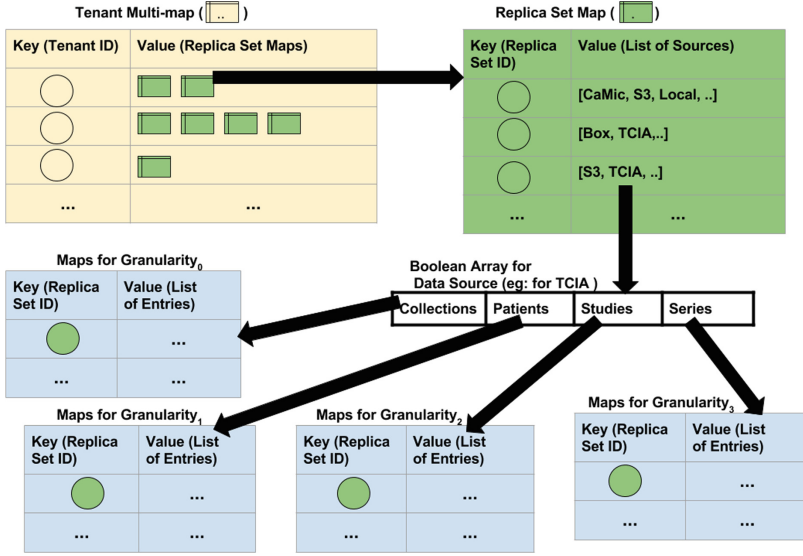 Tenant Multi-map ( .. )
Key (Tenant ID)
Value (Replica Set Maps)
...
...
Replica Set Map ( . )
Key (Replica
Set ID)
Value (List of Sources)
[CaMic, S3, Local, ..]
[Box, TCIA,..]
[S3, TCIA, ..]
...
...
Boolean Array for
Data Source (eg: for TCIA )
Collections
Patients
Studies
Series
Maps for Granularity0
Key (Replica
Set ID)
Value (List
of Entries)
...
...
...
Maps for Granularity1
Key (Replica
Set ID)
Value (List
of Entries)
...
...
...
Maps for Granularity2
Key (Replica
Set ID)
Value (List
of Entries)
...
...
...
Maps for Granularity3
Key (Replica
Set ID)
Value (List
of Entries)
...
...
...